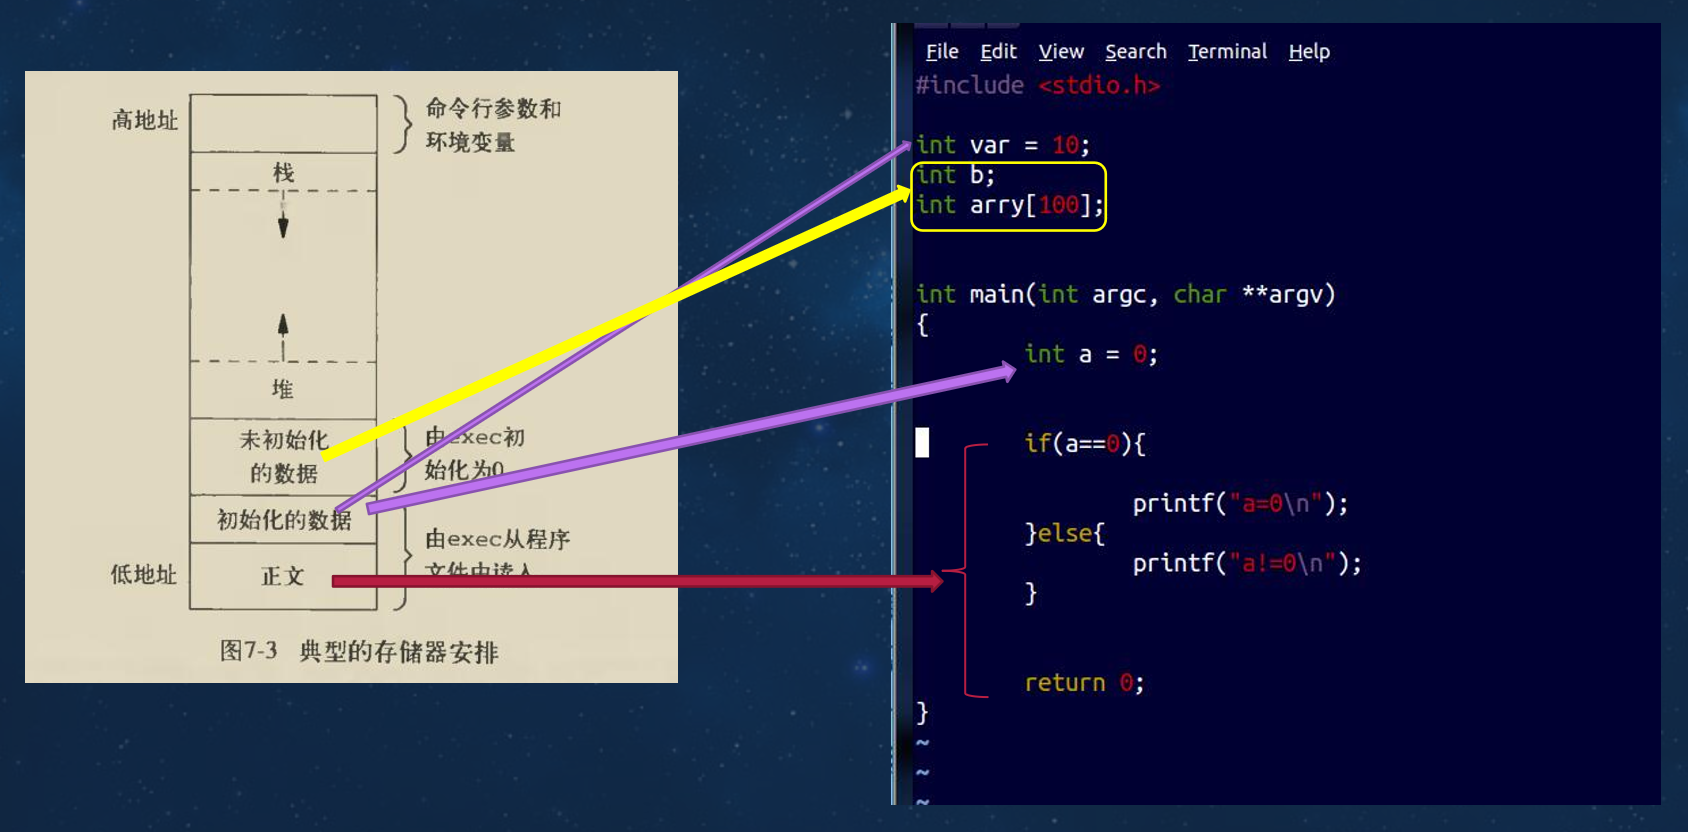 高地址
命令行参数和
环境变量
栈
堆
未初始化
的数据
由exec初
始化为0
初始化的数据
由exec从程序
文件中读入
低地址
正文
图7-3 典型的存储器安排
File Edit View Search Terminal Help
#include <stdio.h>
int var = 10;
int b;
int arry[100];
int main(int argc, char **argv)
{
int a = 0;
if(a==0){
printf("a=0\n");
}else{
printf("a!=0\n");
}
return 0;
}
~
~
~